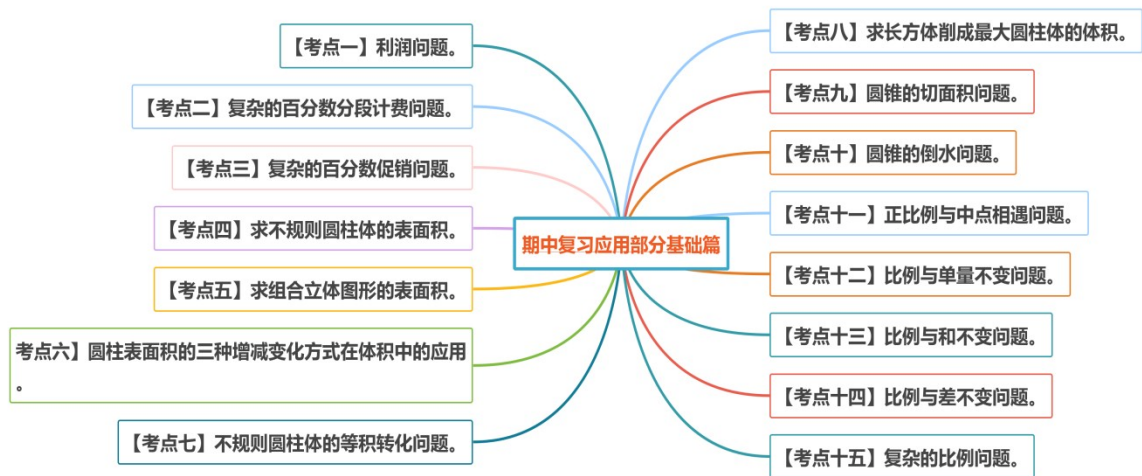 【考点一】利润问题。
【考点二】复杂的百分数分段计费问题。
【考点三】复杂的百分数促销问题。
【考点四】求不规则圆柱体的表面积。
【考点五】求组合立体图形的表面积。
考点六】圆柱表面积的三种增减变化方式在体积中的应用
。
【考点七】不规则圆柱体的等积转化问题。
期中复习应用部分基础篇
【考点八】求长方体削成最大圆柱体的体积。
【考点九】圆锥的切面积问题。
【考点十】圆锥的倒水问题。
【考点十一】正比例与中点相遇问题。
【考点十二】比例与单量不变问题。
【考点十三】比例与和不变问题。
【考点十四】比例与差不变问题。
【考点十五】复杂的比例问题。